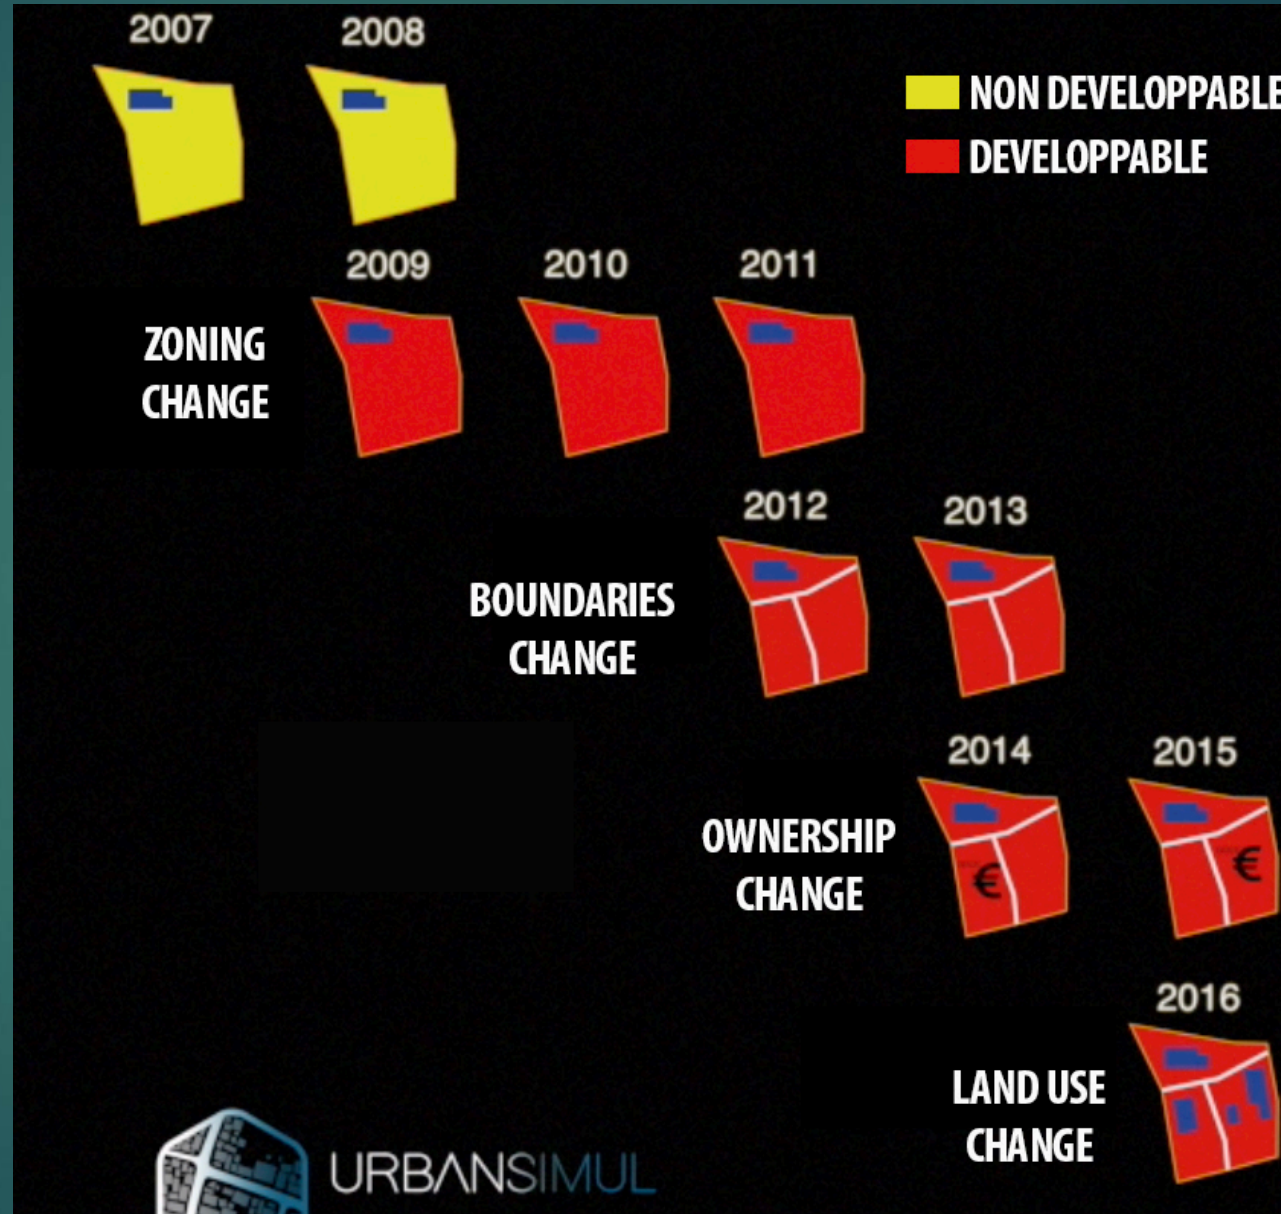 2007 2008
NON DEVELOPPABLE
DEVELOPPABLE
2009 2010 2011
ZONING
CHANGE
2012 2013
BOUNDARIES
CHANGE
2014 2015
OWNERSHIP
CHANGE
€ €
2016
LAND USE
CHANGE
URBANSIMUL